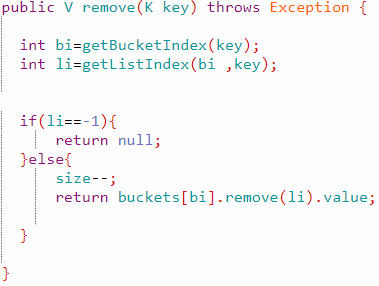 public V remove(K key) throws Exception {
int bi=getBucketIndex(key);
int li=getListIndex(bi ,key);
if(li==-1){
return null;
}else{
size--;
return buckets[bi].remove(li).value;
}
}